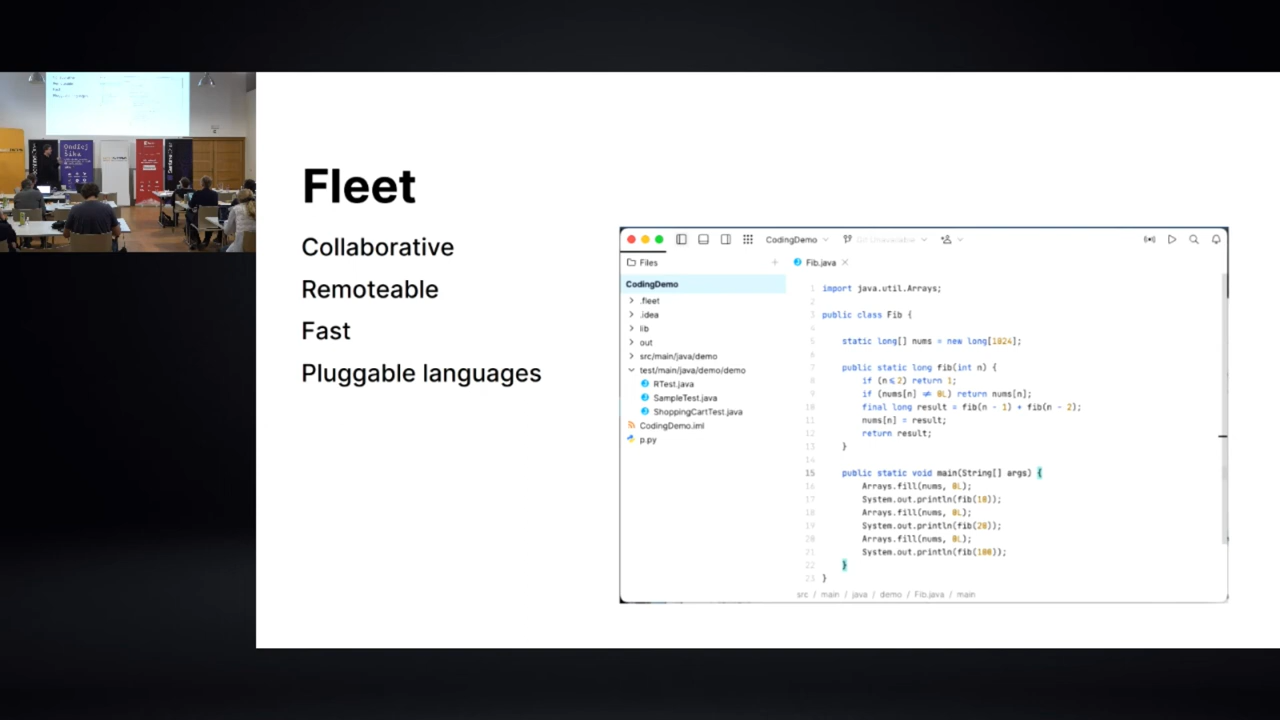 Ondřej
Šika
Fleet
Collaborative
Remoteable
Fast
Pluggable languages
CodingDemo
Git Unavailable
Files
Fib.java
CodingDemo
.fleet
.idea
lib
out
src/main/java/demo
test/main/java/demo/demo
RTest.java
SampleTest.java
ShoppingCartTest.java
CodingDemo.iml
p.py
1 import java.util.Arrays;
2
3 public class Fib {
4
5 static long[] nums = new long[1024];
6
7 public static long fib(int n) {
8 if (n ≤ 2) return 1;
9 if (nums[n] ≠ 0L) return nums[n];
10 final long result = fib(n - 1) + fib(n - 2);
11 nums[n] = result;
12 return result;
13 }
14
15 public static void main(String[] args) {
16 Arrays.fill(nums, 0L);
17 System.out.println(fib(10));
18 Arrays.fill(nums, 0L);
19 System.out.println(fib(20));
20 Arrays.fill(nums, 0L);
21 System.out.println(fib(100));
22 }
23 }
src / main / java / demo / Fib.java / main